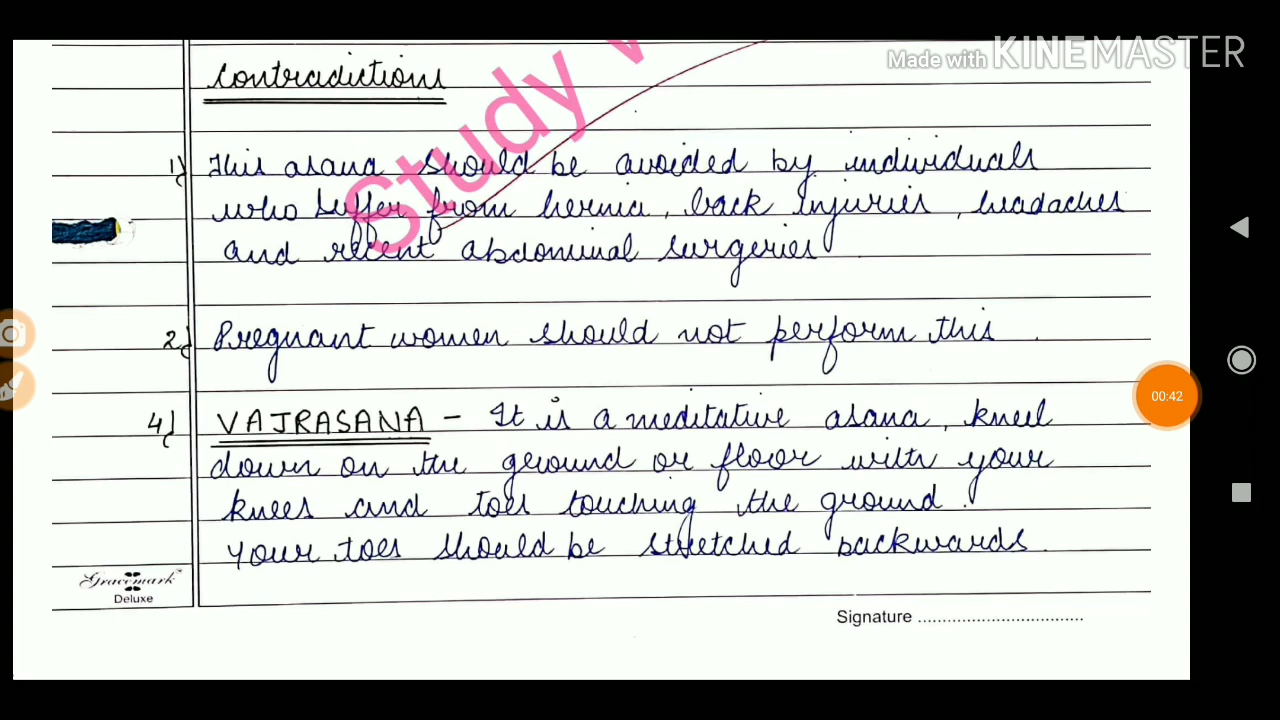 Made with KINEMASTER
Contradictions
Study
1) This asana should be avoided by individuals
who suffer from hernia, back injuries, headaches
and recent abdominal surgeries
2) Pregnant women should not perform this.
00:42
4) VAJRASANA - It is a meditative asana, kneel
down on the ground or floor with your
knees and toes touching the ground.
Your toes should be stretched backwards.
Gracemark
Deluxe
Signature ..................................